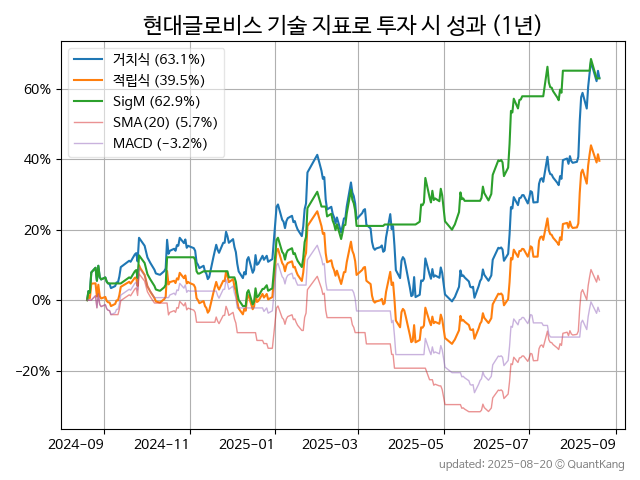 현대글로비스 기술 지표로 투자 시 성과 (1년)
거치식 (63.1%)
적립식 (39.5%)
SigM (62.9%)
SMA(20) (5.7%)
MACD (−3.2%)
60%
40%
20%
0%
−20%
2024-09
2024-11
2025-01
2025-03
2025-05
2025-07
2025-09
updated: 2025-08-20 © QuantKang